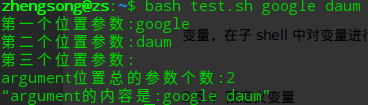 zhengsong@zs:~$ bash test.sh google daum
第一个位置参数:google
第二个位置参数:daum
变量，在子 shell 中对变量进行
第三个位置参数:
argument位置总的参数个数:2
“argument的内容是:google daum
变量